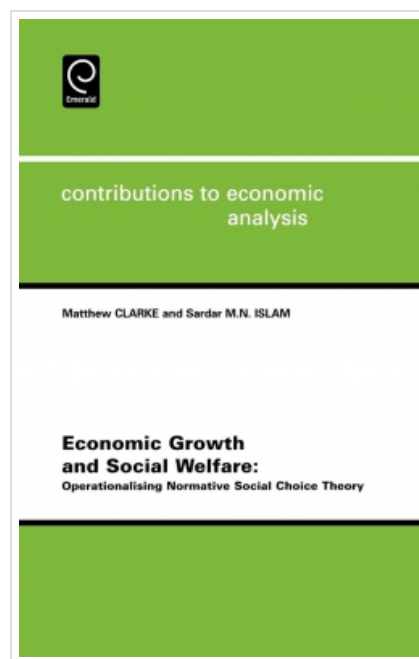 Emerald
contributions to economic
analysis
Matthew CLARKE and Sardar M.N. ISLAM
Economic Growth
and Social Welfare:
Operationalising Normative Social Choice Theory